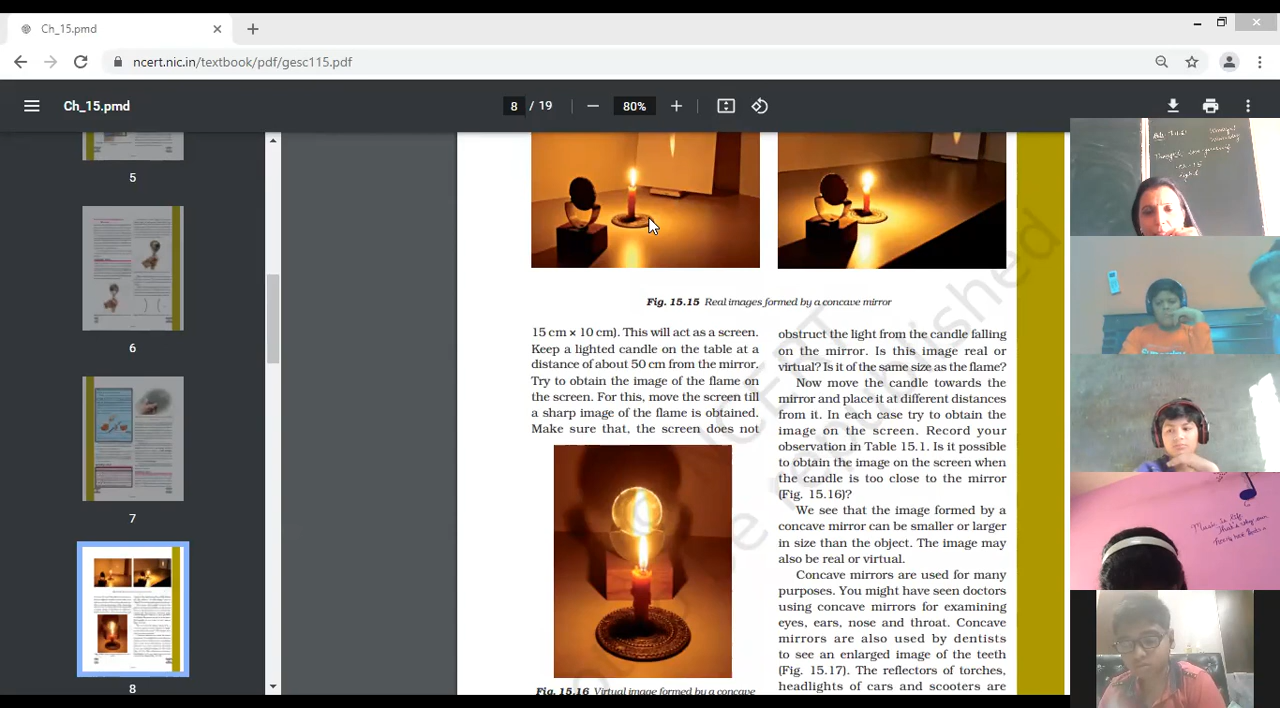 Ch_15.pmd
ncert.nic.in/textbook/pdf/gesc115.pdf
Ch_15.pmd
8 / 19
80%
5
6
7
8
Fig. 15.15 Real images formed by a concave mirror
15 cm × 10 cm). This will act as a screen.
Keep a lighted candle on the table at a
distance of about 50 cm from the mirror.
Try to obtain the image of the flame on
the screen. For this, move the screen till
a sharp image of the flame is obtained.
Make sure that, the screen does not
Fig. 15.16 Virtual image formed by a concave
obstruct the light from the candle falling
on the mirror. Is this image real or
virtual? Is it of the same size as the flame?
Now move the candle towards the
mirror and place it at different distances
from it. In each case try to obtain the
image on the screen. Record your
observation in Table 15.1. Is it possible
to obtain the image on the screen when
the candle is too close to the mirror
(Fig. 15.16)?
We see that the image formed by a
concave mirror can be smaller or larger
in size than the object. The image may
also be real or virtual.
Concave mirrors are used for many
purposes. You might have seen doctors
using concave mirrors for examining
eyes, ears, nose and throat. Concave
mirrors are also used by dentists
to see an enlarged image of the teeth
(Fig. 15.17). The reflectors of torches,
headlights of cars and scooters are
Music is life
That's why our